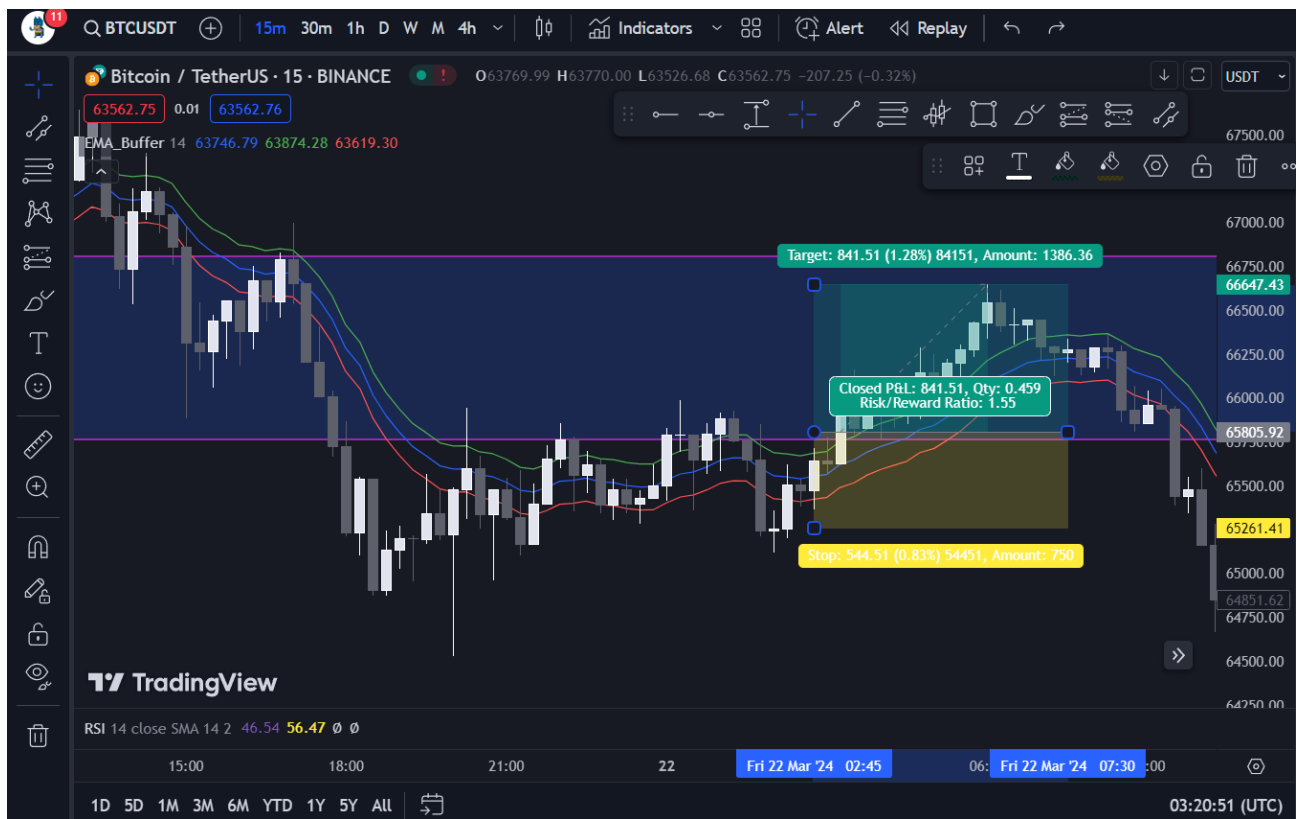 11
BTCUSDT 15m 30m 1h D W M 4h Indicators Alert Replay
Bitcoin / TetherUS · 15 · BINANCE ! O63769.99 H63770.00 L63526.68 C63562.75 −207.25 (−0.32%) USDT
63562.75 0.01 63562.76
EMA_Buffer 14 63746.79 63874.28 63619.30
T
67500.00
67000.00
66750.00
Target: 841.51 (1.28%) 84151, Amount: 1386.36
66647.43
66500.00
66250.00
Closed P&L: 841.51, Qty: 0.459
Risk/Reward Ratio: 1.55
66000.00
65805.92
65750.00
65500.00
65261.41
Stop: 544.51 (0.83%) 54451, Amount: 750
65000.00
64851.62
64750.00
64500.00
64250.00
T
TradingView
RSI 14 close SMA 14 2 46.54 56.47 Ø Ø
15:00 18:00 21:00 22 Fri 22 Mar '24 02:45 06: Fri 22 Mar '24 07:30 :00
1D 5D 1M 3M 6M YTD 1Y 5Y All 03:20:51 (UTC)